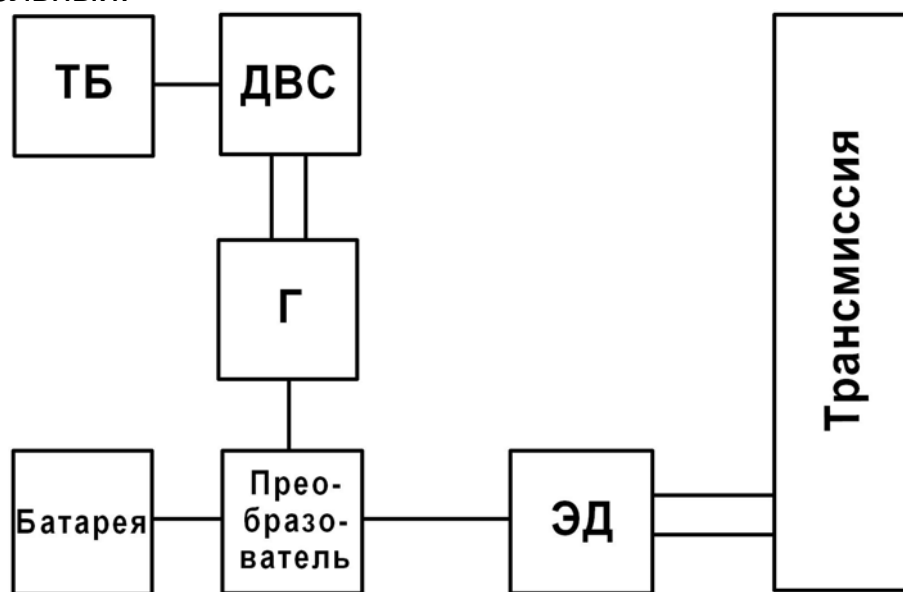 ТБ
ДВС
Г
Трансмиссия
Батарея
Прео-
бразо-
ватель
ЭД